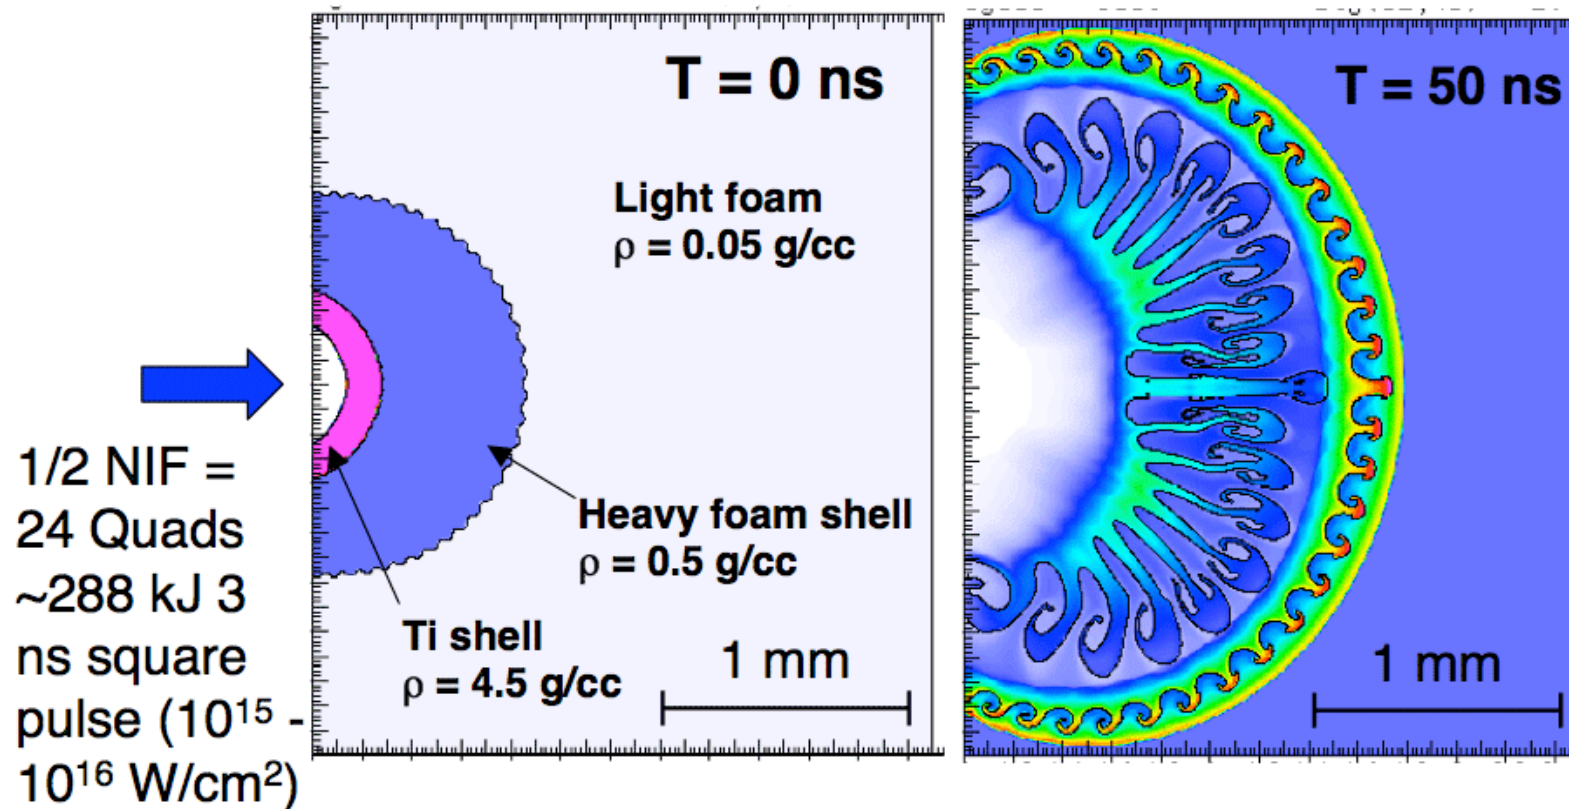 T = 0 ns
Light foam
ρ = 0.05 g/cc
Heavy foam shell
ρ = 0.5 g/cc
Ti shell
ρ = 4.5 g/cc
1 mm
1/2 NIF =
24 Quads
~288 kJ 3
ns square
pulse (10¹⁵ -
10¹⁶ W/cm²)
T = 50 ns
1 mm